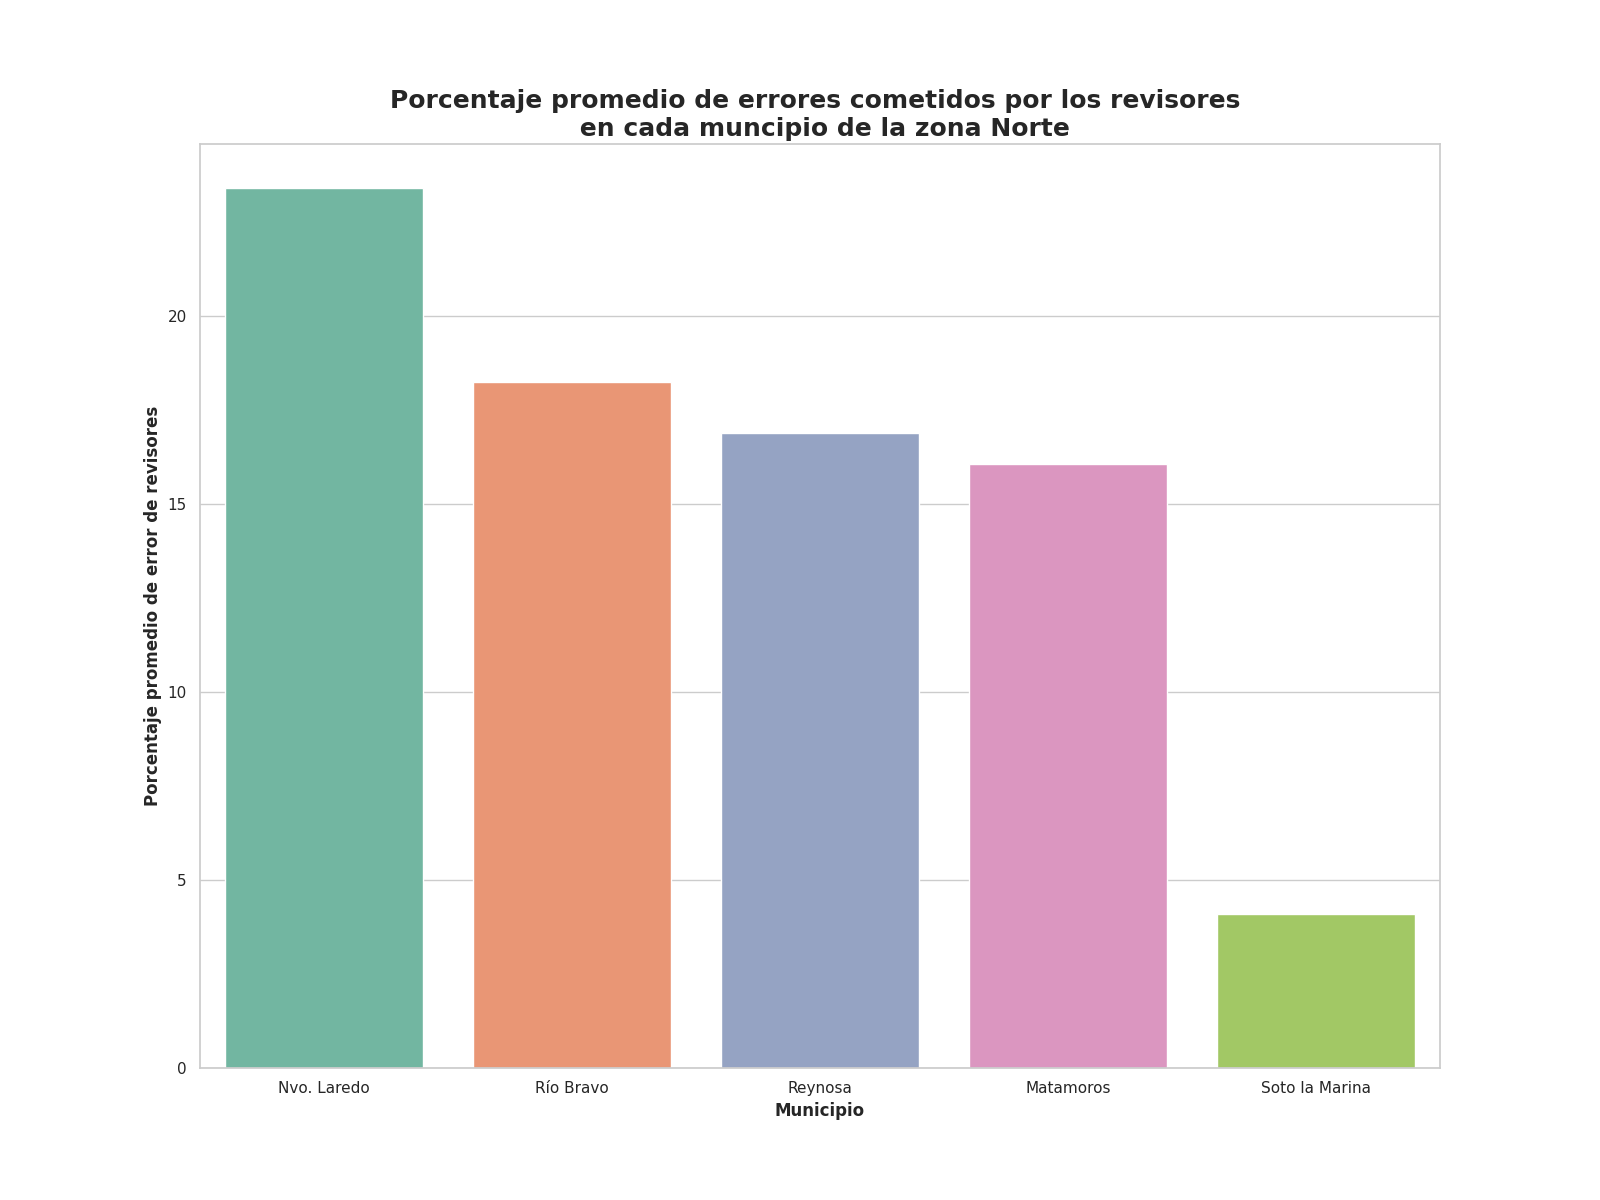 Porcentaje promedio de errores cometidos por los revisores
en cada muncipio de la zona Norte
Porcentaje promedio de error de revisores
20
15
10
5
0
Nvo. Laredo
Río Bravo
Reynosa
Matamoros
Soto la Marina
Municipio